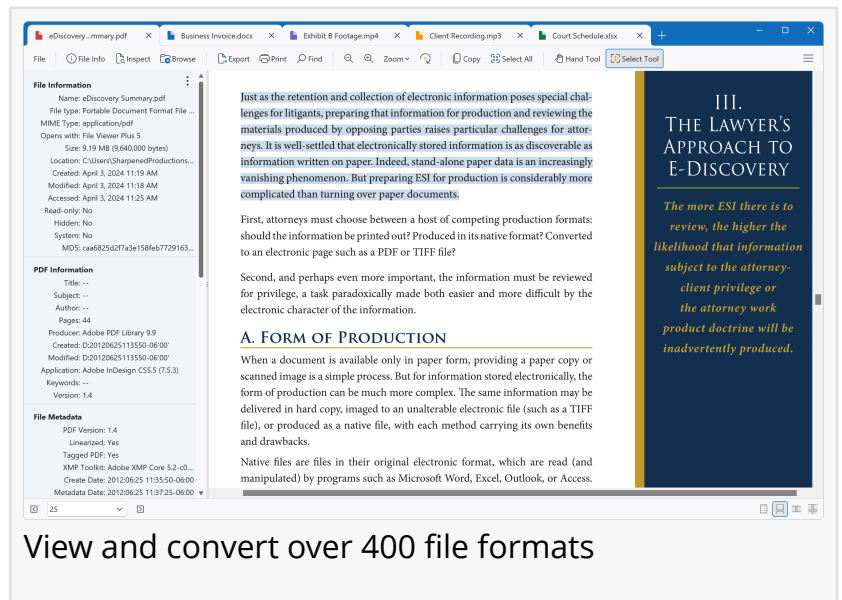 eDiscovery...mmary.pdf
Business Invoice.docx
Exhibit B Footage.mp4
Client Recording.mp3
Court Schedule.xlsx
File File Info Inspect Browse Export Print Find Zoom Copy Select All Hand Tool Select Tool
File Information
Name: eDiscovery Summary.pdf
File type: Portable Document Format File ...
MIME Type: application/pdf
Opens with: File Viewer Plus 5
Size: 9.19 MB (9,640,000 bytes)
Location: C:\Users\SharpenedProductions...
Created: April 3, 2024 11:19 AM
Modified: April 3, 2024 11:18 AM
Accessed: April 3, 2024 11:25 AM
Read-only: No
Hidden: No
System: No
MD5: caa6825d2f7a3e158feb7729163...
PDF Information
Title: --
Subject: --
Author: --
Pages: 44
Producer: Adobe PDF Library 9.9
Created: D:20120625113550-06'00'
Modified: D:20120625113550-06'00'
Application: Adobe InDesign CS5.5 (7.5.3)
Keywords: --
Version: 1.4
File Metadata
PDF Version: 1.4
Linearized: Yes
Tagged PDF: Yes
XMP Toolkit: Adobe XMP Core 5.2-c0...
Create Date: 2012:06:25 11:35:50-06:00
Metadata Date: 2012:06:25 11:37:25-06:00
Just as the retention and collection of electronic information poses special chal-
lenges for litigants, preparing that information for production and reviewing the
materials produced by opposing parties raises particular challenges for attor-
neys. It is well-settled that electronically stored information is as discoverable as
information written on paper. Indeed, stand-alone paper data is an increasingly
vanishing phenomenon. But preparing ESI for production is considerably more
complicated than turning over paper documents.
First, attorneys must choose between a host of competing production formats:
should the information be printed out? Produced in its native format? Converted
to an electronic page such as a PDF or TIFF file?
Second, and perhaps even more important, the information must be reviewed
for privilege, a task paradoxically made both easier and more difficult by the
electronic character of the information.
A. Form of Production
When a document is available only in paper form, providing a paper copy or
scanned image is a simple process. But for information stored electronically, the
form of production can be much more complex. The same information may be
delivered in hard copy, imaged to an unalterable electronic file (such as a TIFF
file), or produced as a native file, with each method carrying its own benefits
and drawbacks.
Native files are files in their original electronic format, which are read (and
manipulated) by programs such as Microsoft Word, Excel, Outlook, or Access.
III.
The Lawyer's
Approach to
E-Discovery
The more ESI there is to
review, the higher the
likelihood that information
subject to the attorney-
client privilege or
the attorney work
product doctrine will be
inadvertently produced.
25
View and convert over 400 file formats